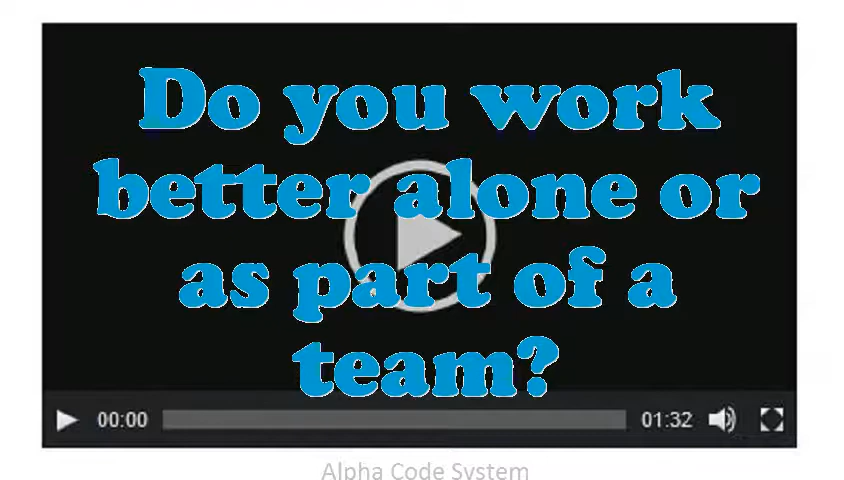 Do you work
better alone or
as part of a
team?
00:00 01:32
Alpha Code System